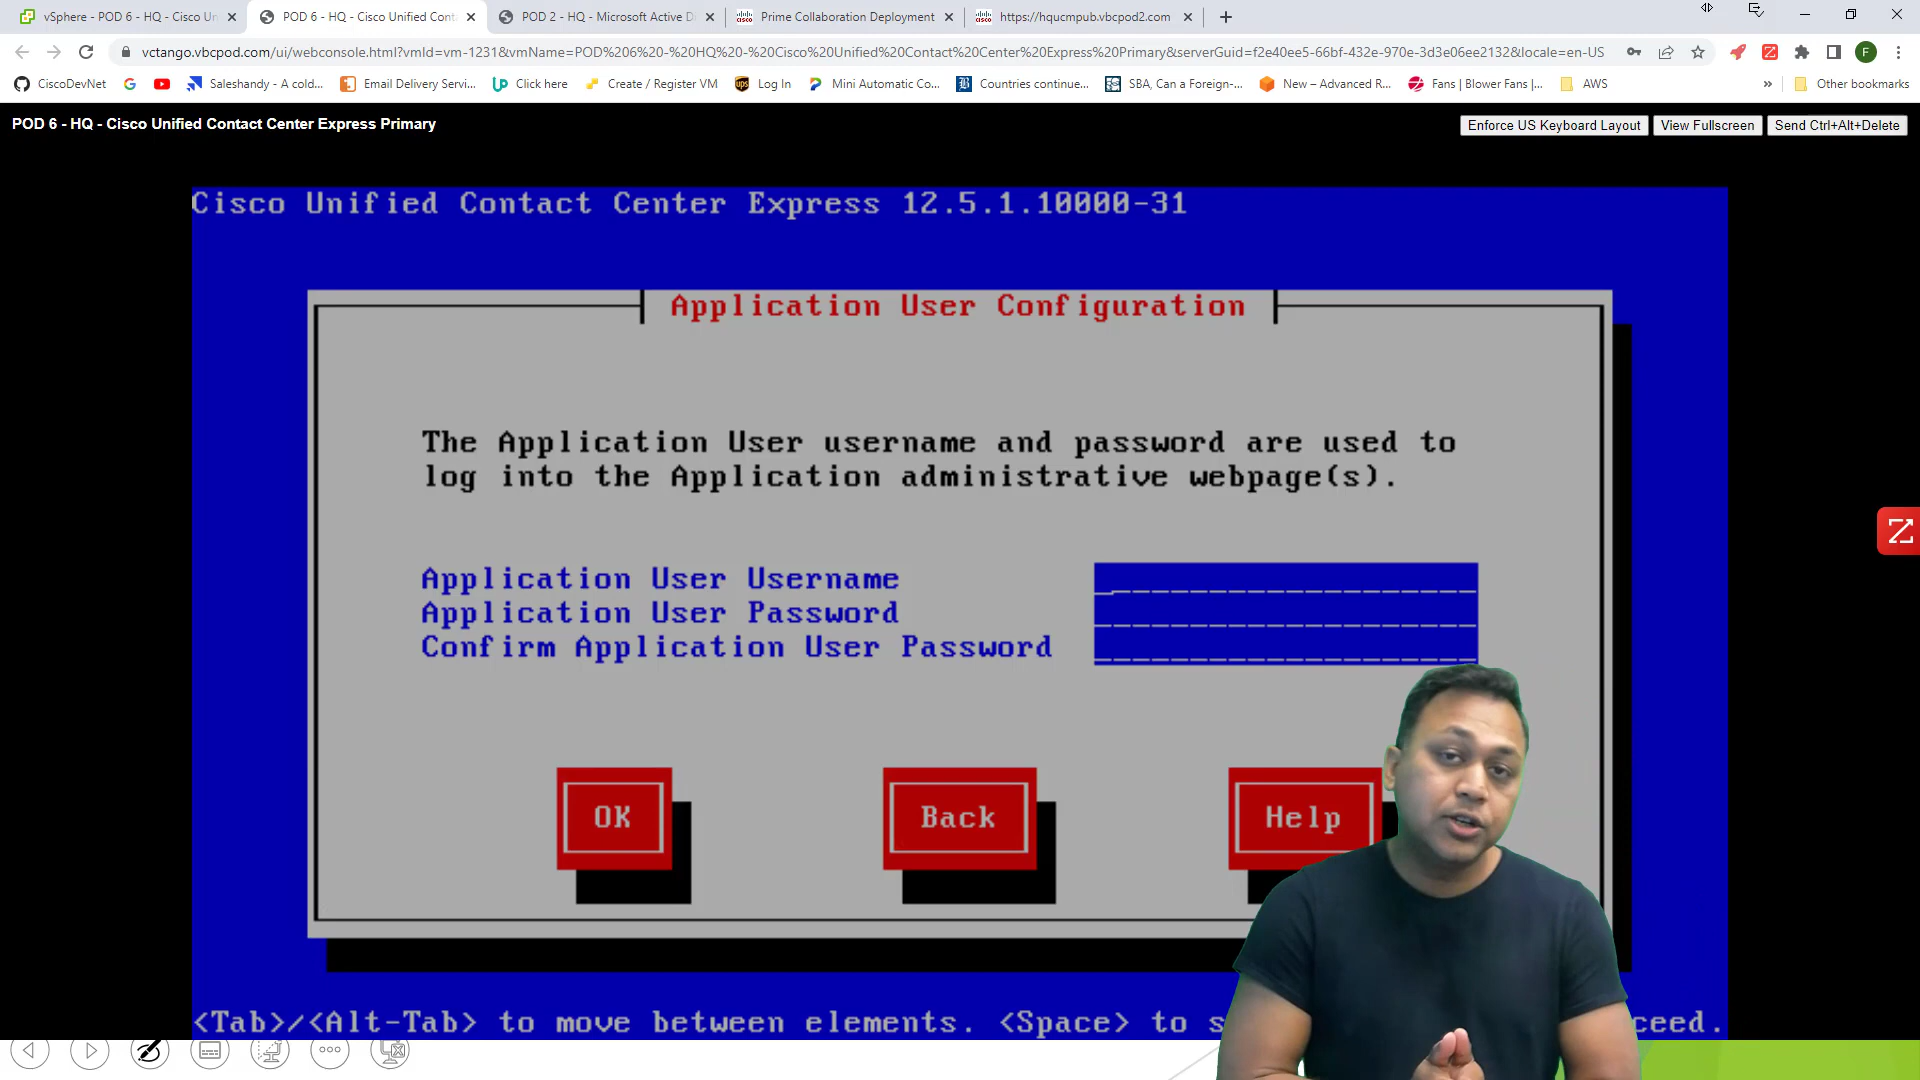 vSphere - POD 6 - HQ - Cisco Un
POD 6 - HQ - Cisco Unified Cont
POD 2 - HQ - Microsoft Active D
Prime Collaboration Deployment
https://hqucmpub.vbcpod2.com
vctango.vbcpod.com/ui/webconsole.html?vmId=vm-1231&vmName=POD%206%20-%20HQ%20-%20Cisco%20Unified%20Contact%20Center%20Express%20Primary&serverGuid=f2e40ee5-66bf-432e-970e-3d3e06ee2132&locale=en-US
F
CiscoDevNet
Saleshandy - A cold...
Email Delivery Servi...
Click here
Create / Register VM
Log In
Mini Automatic Co...
Countries continue...
SBA, Can a Foreign-...
New – Advanced R...
Fans | Blower Fans |...
AWS
»
Other bookmarks
POD 6 - HQ - Cisco Unified Contact Center Express Primary
Enforce US Keyboard Layout
View Fullscreen
Send Ctrl+Alt+Delete
Cisco Unified Contact Center Express 12.5.1.10000-31
Application User Configuration
The Application User username and password are used to
log into the Application administrative webpage(s).
Application User Username
Application User Password
Confirm Application User Password
OK
Back
Help
<Tab>/<Alt-Tab> to move between elements. <Space> to s
ceed.